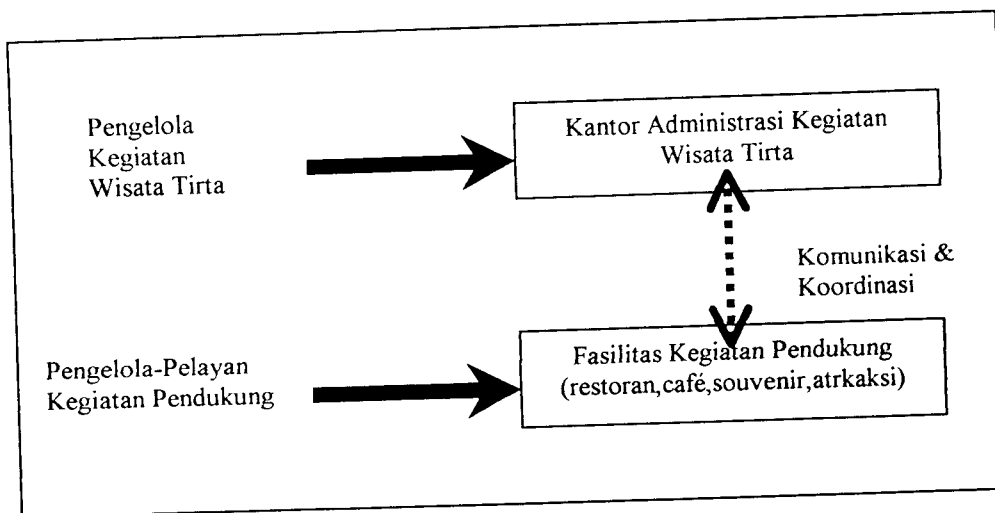 Pengelola
Kegiatan
Wisata Tirta
Kantor Administrasi Kegiatan
Wisata Tirta
Komunikasi &
Koordinasi
Pengelola-Pelayan
Kegiatan Pendukung
Fasilitas Kegiatan Pendukung
(restoran,café,souvenir,atrkaksi)